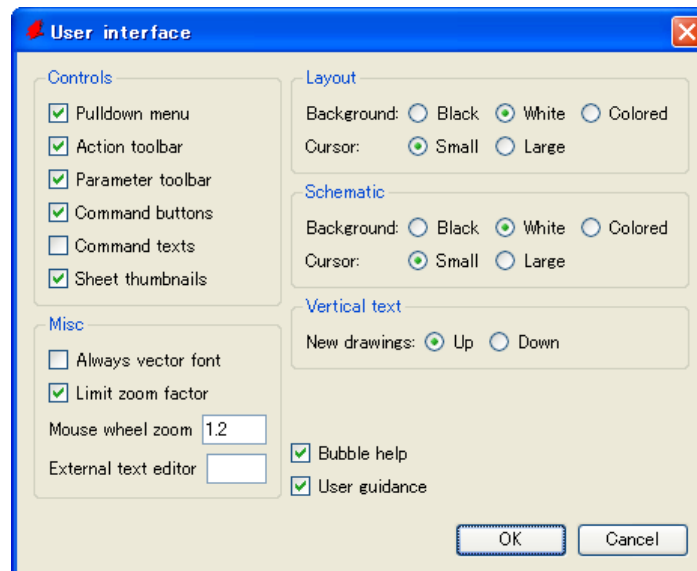 User interface
Controls
Pulldown menu
Action toolbar
Parameter toolbar
Command buttons
Command texts
Sheet thumbnails
Misc
Always vector font
Limit zoom factor
Mouse wheel zoom 1.2
External text editor
Layout
Background: Black White Colored
Cursor: Small Large
Schematic
Background: Black White Colored
Cursor: Small Large
Vertical text
New drawings: Up Down
Bubble help
User guidance
OK Cancel